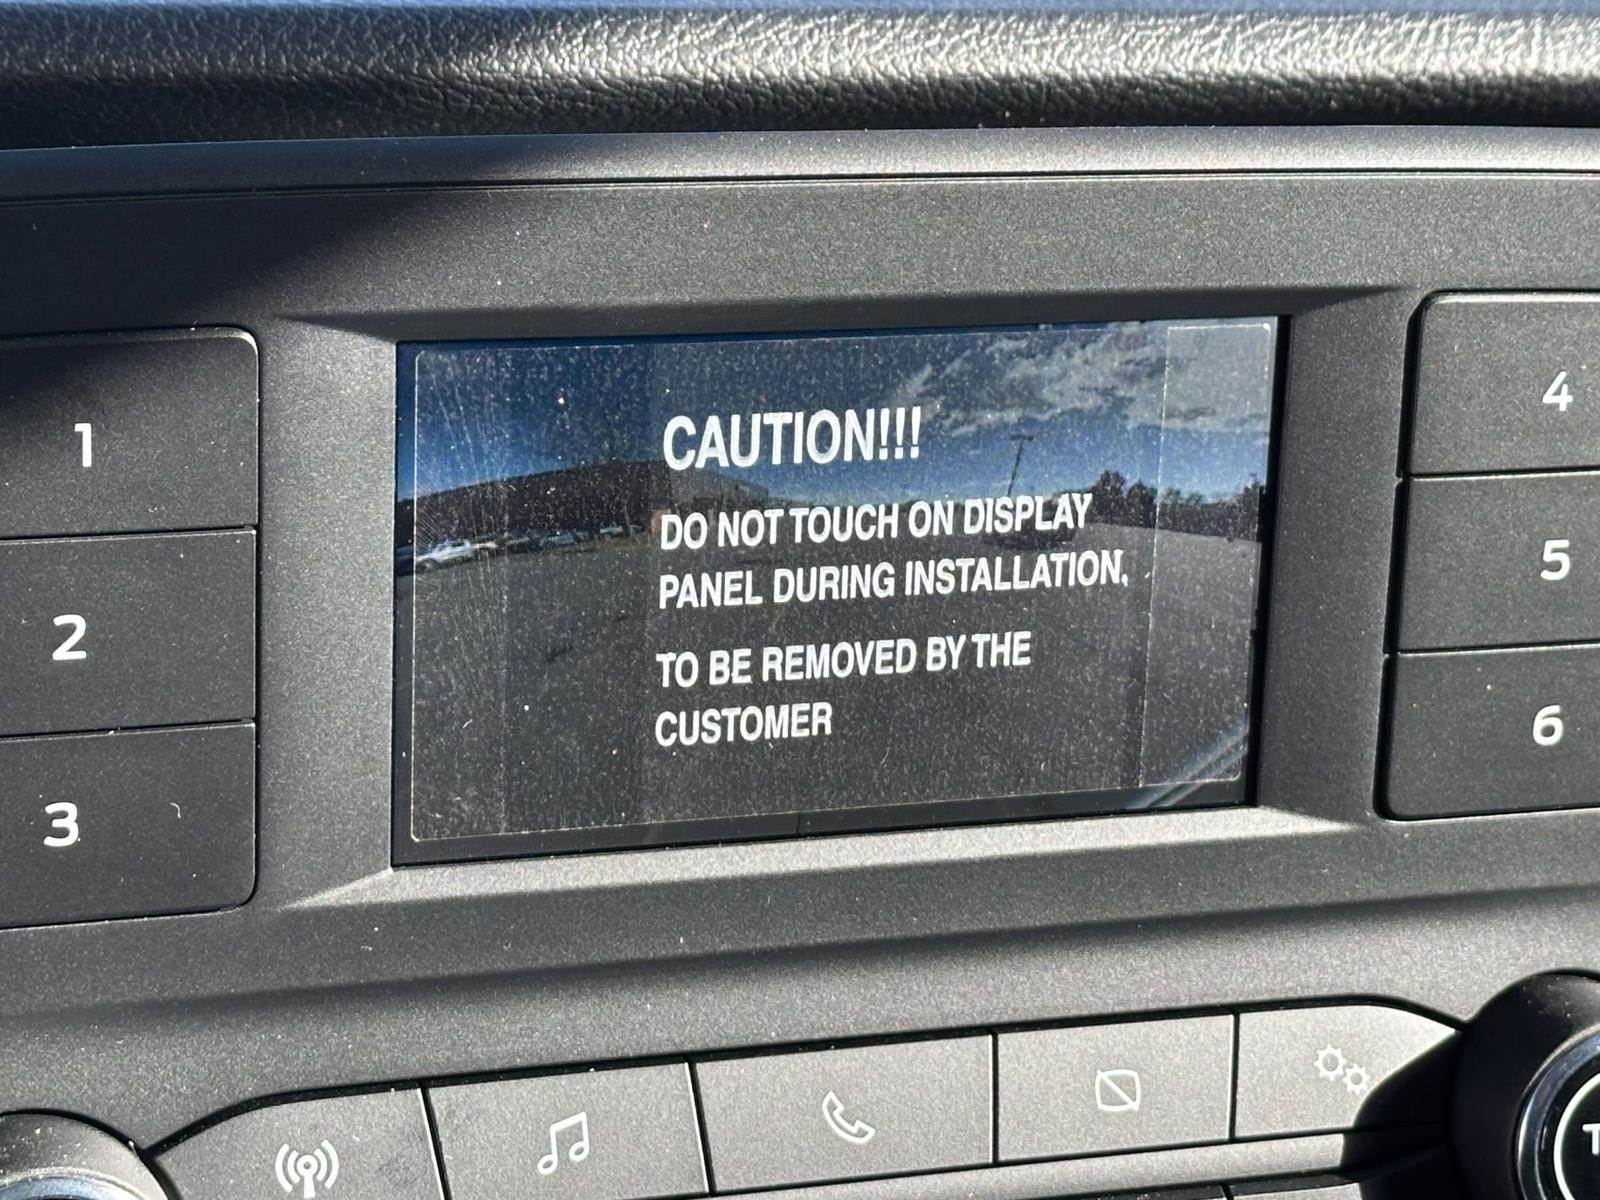 CAUTION!!!
DO NOT TOUCH ON DISPLAY
PANEL DURING INSTALLATION,
TO BE REMOVED BY THE
CUSTOMER
1
2
3
4
5
6